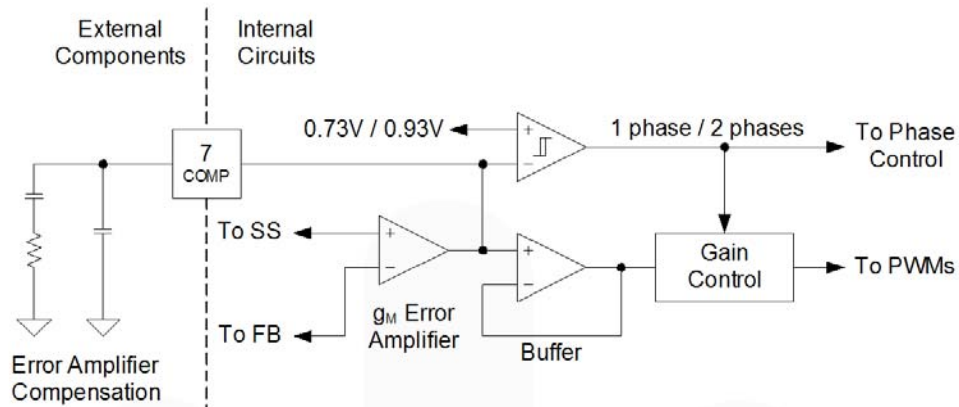 External
Components
Internal
Circuits
7
COMP
0.73V / 0.93V
+
−
1 phase / 2 phases
To Phase
Control
To SS
+
−
To FB
gM Error
Amplifier
+
−
Buffer
Gain
Control
To PWMs
Error Amplifier
Compensation